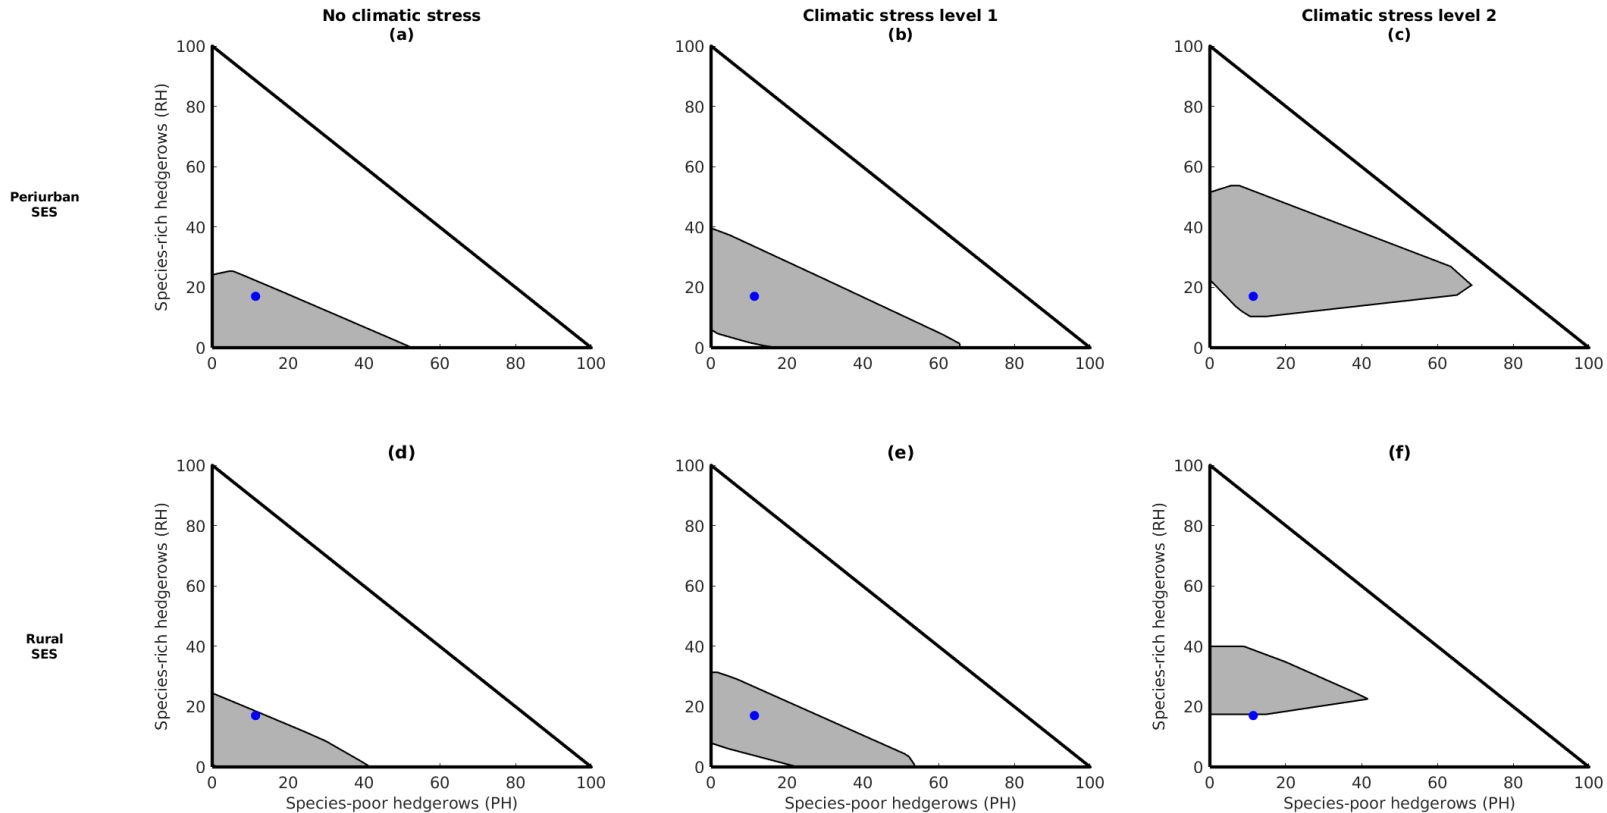 No climatic stress
(a)
Climatic stress level 1
(b)
Climatic stress level 2
(c)
Periurban
SES
Species-rich hedgerows (RH)
100
80
60
40
20
0
0 20 40 60 80 100
100
80
60
40
20
0
0 20 40 60 80 100
100
80
60
40
20
0
0 20 40 60 80 100
Rural
SES
(d)
Species-rich hedgerows (RH)
100
80
60
40
20
0
0 20 40 60 80 100
Species-poor hedgerows (PH)
(e)
100
80
60
40
20
0
0 20 40 60 80 100
Species-poor hedgerows (PH)
(f)
Species-rich hedgerows (RH)
100
80
60
40
20
0
0 20 40 60 80 100
Species-poor hedgerows (PH)